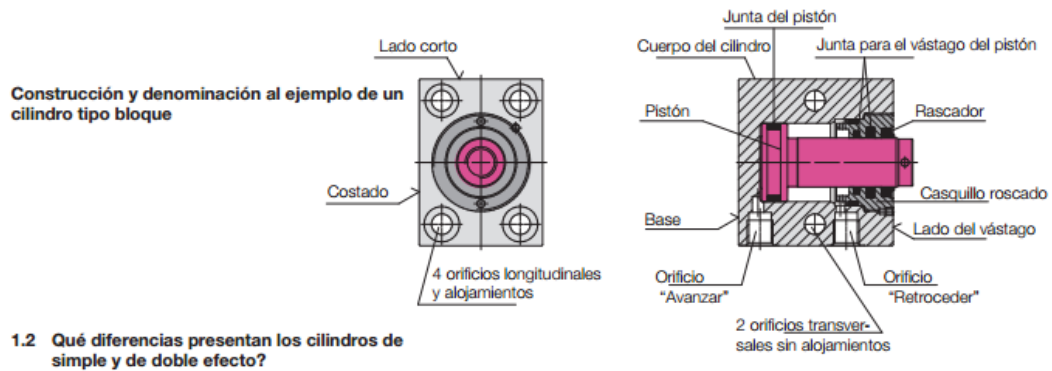 Construcción y denominación al ejemplo de un
cilindro tipo bloque
Lado corto
Costado
4 orificios longitudinales
y alojamientos
Junta del pistón
Cuerpo del cilindro
Junta para el vástago del pistón
Pistón
Rascador
Casquillo roscado
Base
Lado del vástago
Orificio
"Avanzar"
Orificio
"Retroceder"
2 orificios transver-
sales sin alojamientos
1.2 Qué diferencias presentan los cilindros de
simple y de doble efecto?